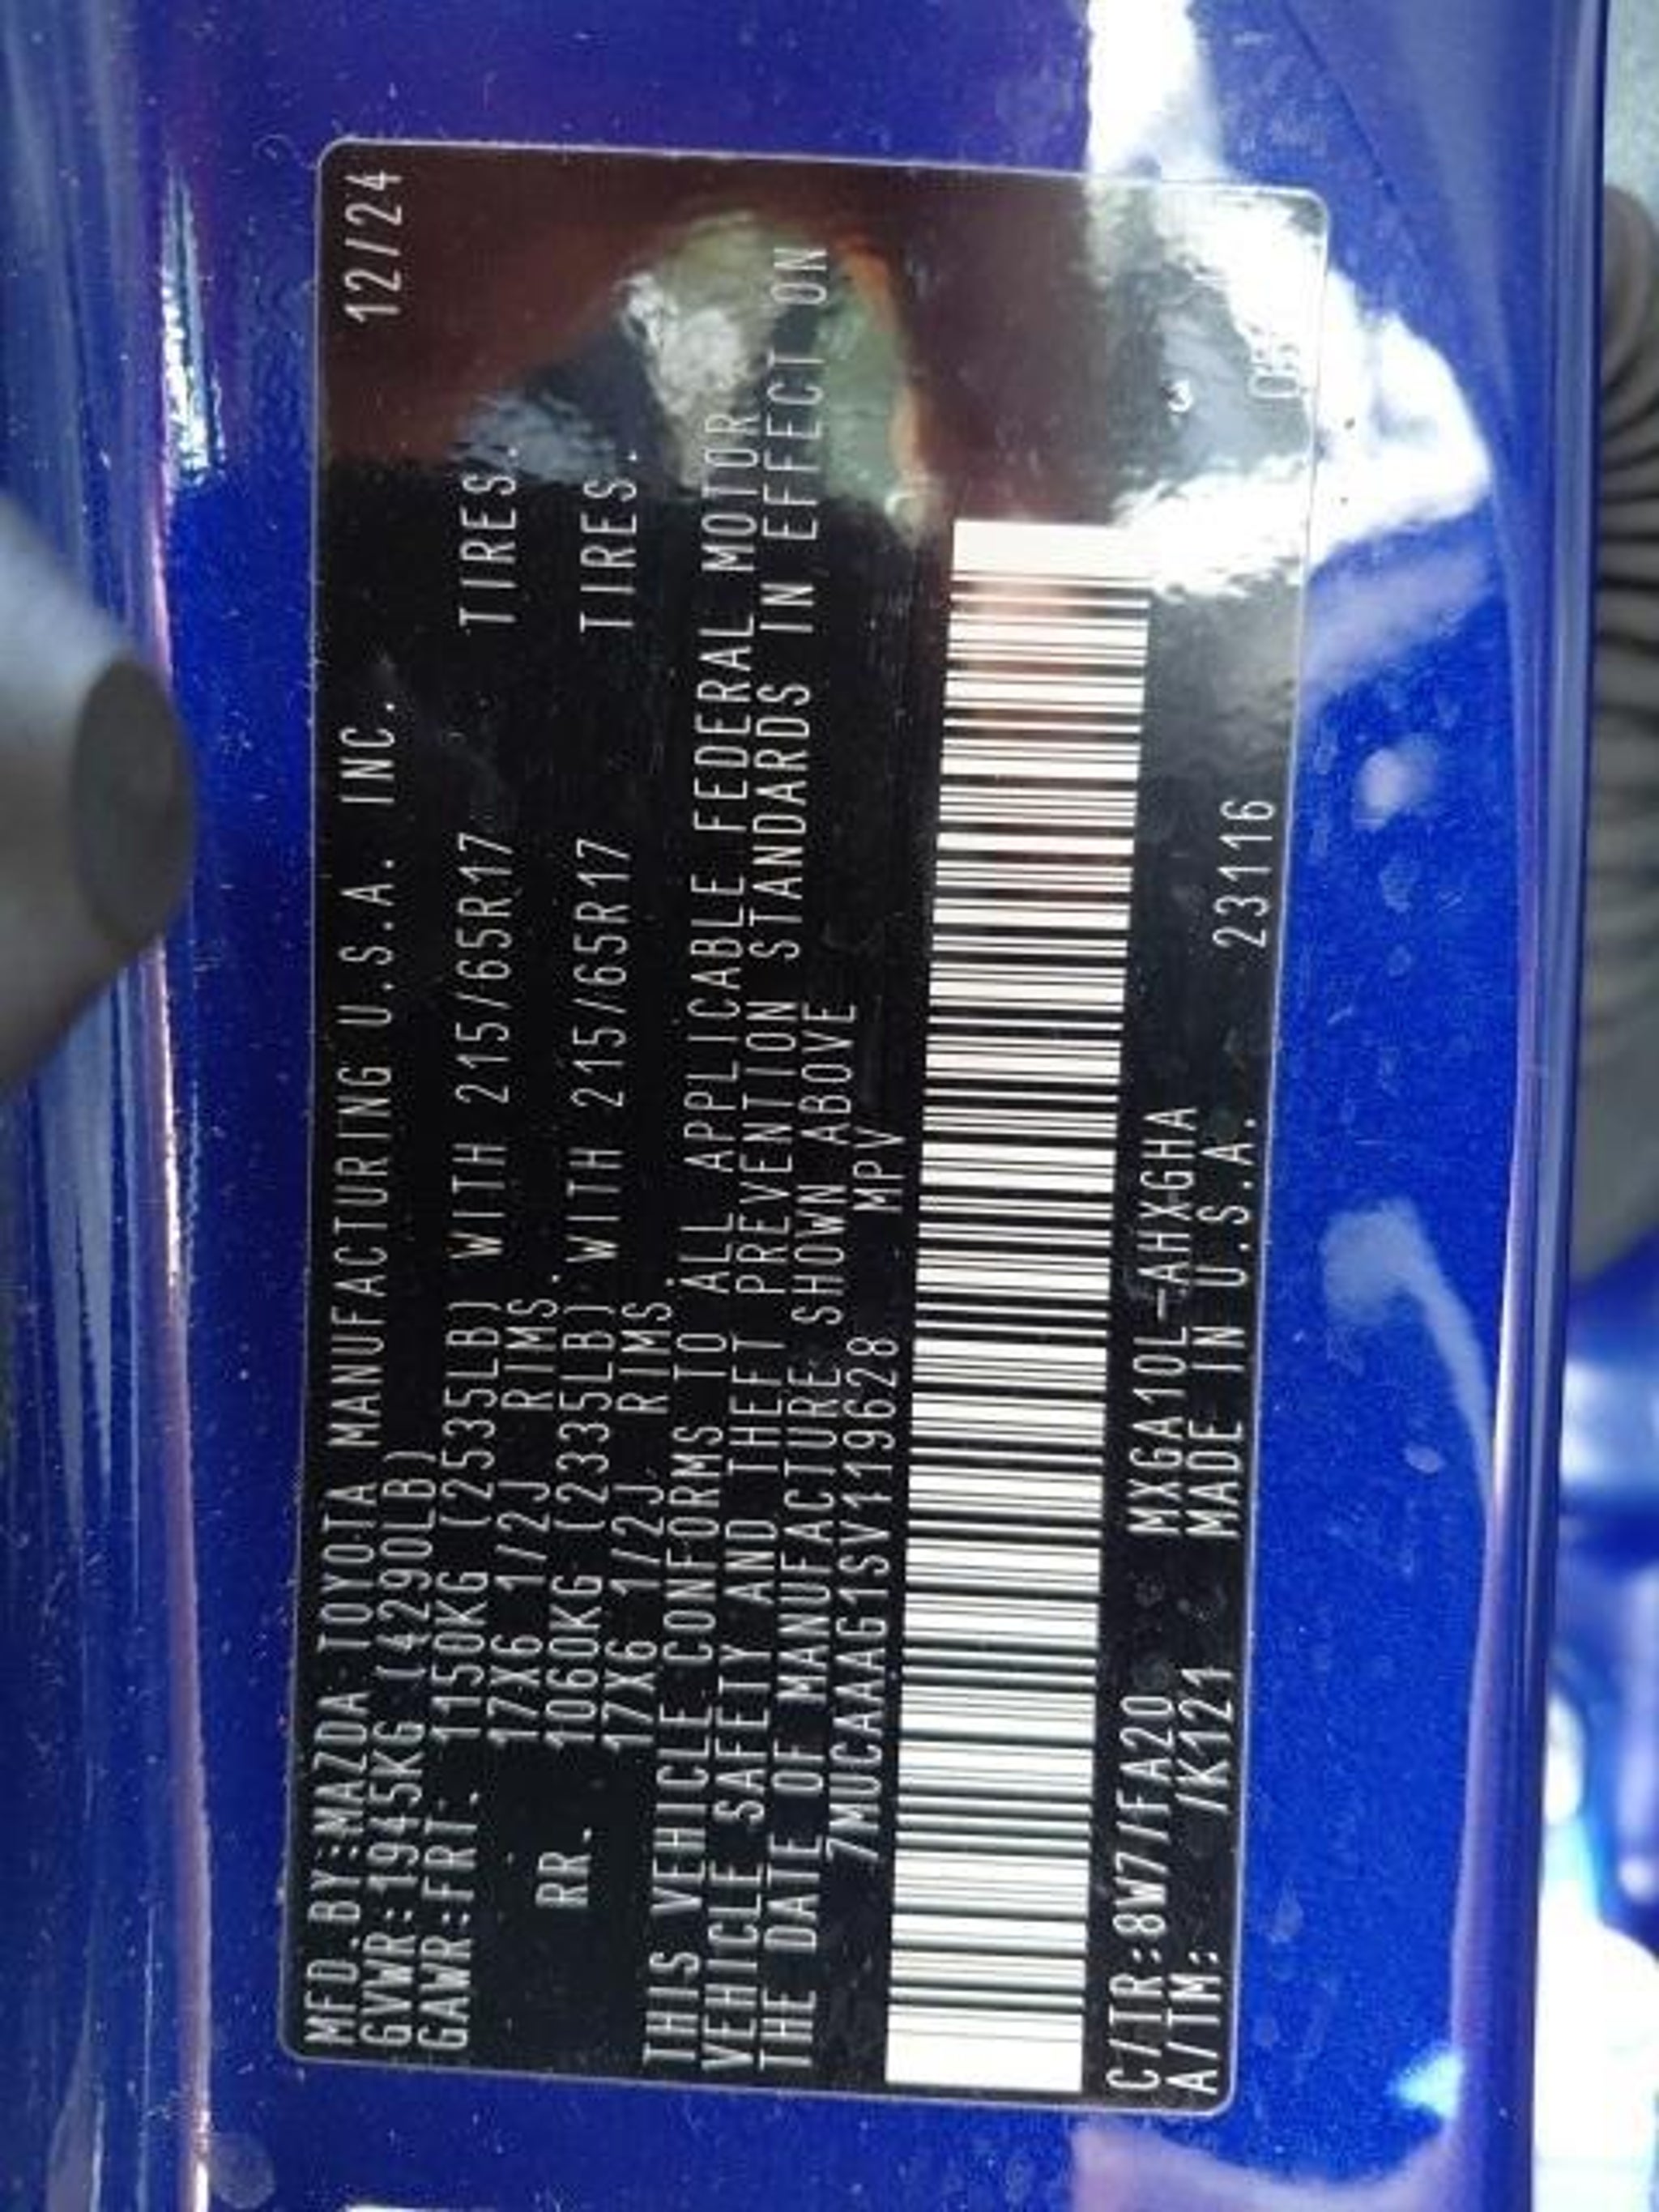 MFD.BY:MAZDA TOYOTA MANUFACTURING U.S.A. INC. 12/24
GVWR:1945KG (4290LB)
GAWR:FRT. 1150KG (2535LB) WITH 215/65R17 TIRES.
17X6 1/2J RIMS.
RR. 1060KG (2335LB) WITH 215/65R17 TIRES.
17X6 1/2J RIMS.
THIS VEHICLE CONFORMS TO ALL APPLICABLE FEDERAL MOTOR
VEHICLE SAFETY AND THEFT PREVENTION STANDARDS IN EFFECT ON
THE DATE OF MANUFACTURE SHOWN ABOVE
7MUCAAAG1SV119628 MPV
C/TR:8W7/FA20 MXGA10L-AHXGHA
A/TM: /K121 MADE IN U.S.A. 23116